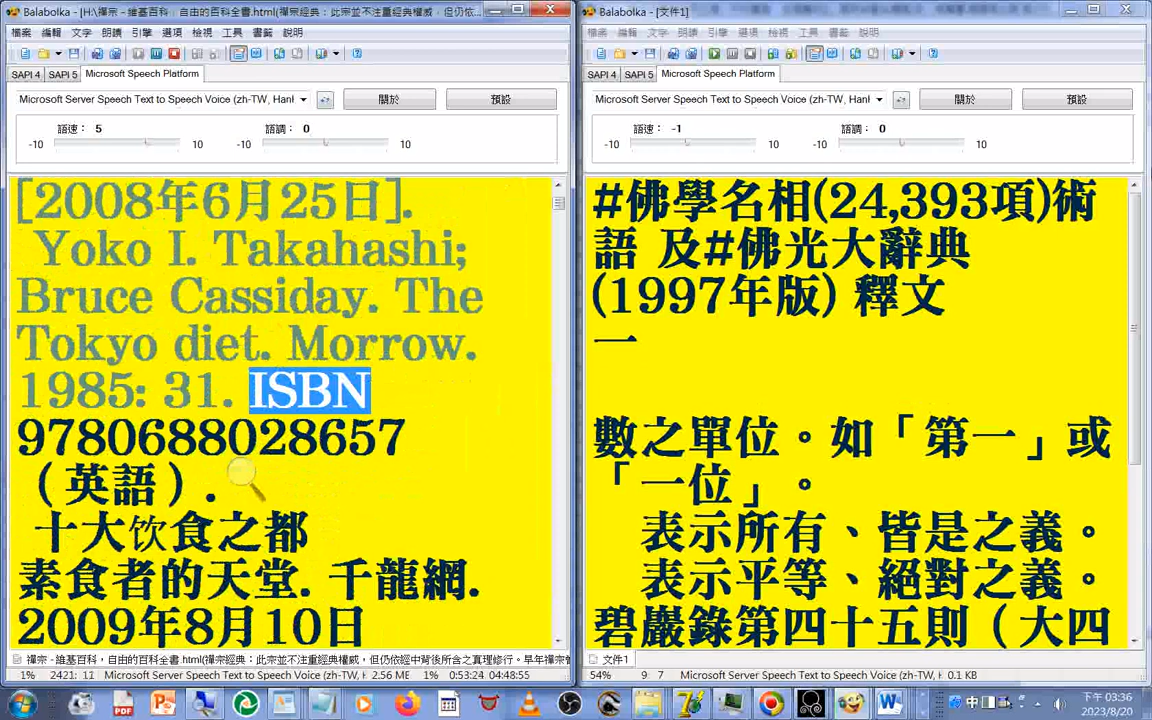 Balabolka - [H:\禪宗 - 維基百科，自由的百科全書.html(禪宗經典：此宗並不注重經典權威，但仍依...
檔案 編輯 文字 朗讀 引擎 選項 檢視 工具 書籤 說明
SAPI 4 SAPI 5 Microsoft Speech Platform
Microsoft Server Speech Text to Speech Voice (zh-TW, Hanl
關於 預設
語速： 5 語調： 0
-10 10 -10 10
[2008年6月25日].
Yoko I. Takahashi;
Bruce Cassiday. The
Tokyo diet. Morrow.
1985: 31. ISBN
9780688028657
（英語）.
十大饮食之都
素食者的天堂. 千龍網.
2009年8月10日
禪宗 - 維基百科，自由的百科全書.html(禪宗經典：此宗並不注重經典權威，但仍依經中背後所含之真理修行。早年禪宗
1% 2421: 11 Microsoft Server Speech Text to Speech Voice (zh-TW, 2.56 MB 1% 0:53:24 04:48:55
Balabolka - [文件1]
檔案 編輯 文字 朗讀 引擎 選項 檢視 工具 書籤 說明
SAPI 4 SAPI 5 Microsoft Speech Platform
Microsoft Server Speech Text to Speech Voice (zh-TW, Hanl
關於 預設
語速： -1 語調： 0
-10 10 -10 10
#佛學名相(24,393項)術
語 及#佛光大辭典
(1997年版) 釋文
一
數之單位。如「第一」或
「一位」。
表示所有、皆是之義。
表示平等、絕對之義。
碧巖錄第四十五則（大四
文件1
54% 9: 7 Microsoft Server Speech Text to Speech Voice (zh-TW, 0.1 KB
下午 03:36
2023/8/20